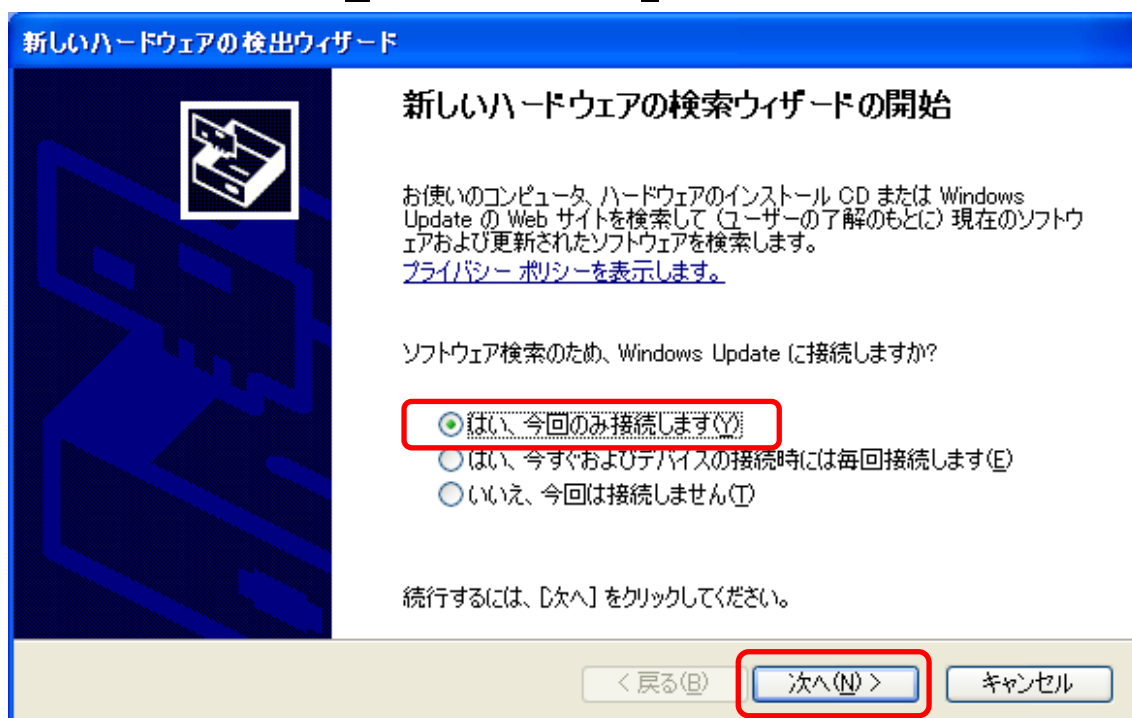 新しいハードウェアの検出ウィザード
新しいハードウェアの検索ウィザードの開始
お使いのコンピュータ、ハードウェアのインストール CD または Windows
Update の Web サイトを検索して (ユーザーの了解のもとに) 現在のソフトウ
ェアおよび更新されたソフトウェアを検索します。
プライバシー ポリシーを表示します。
ソフトウェア検索のため、Windows Update に接続しますか?
はい、今回のみ接続します(Y)
はい、今すぐおよびデバイスの接続時には毎回接続します(E)
いいえ、今回は接続しません(T)
続行するには、[次へ] をクリックしてください。
< 戻る(B) 次へ(N) > キャンセル